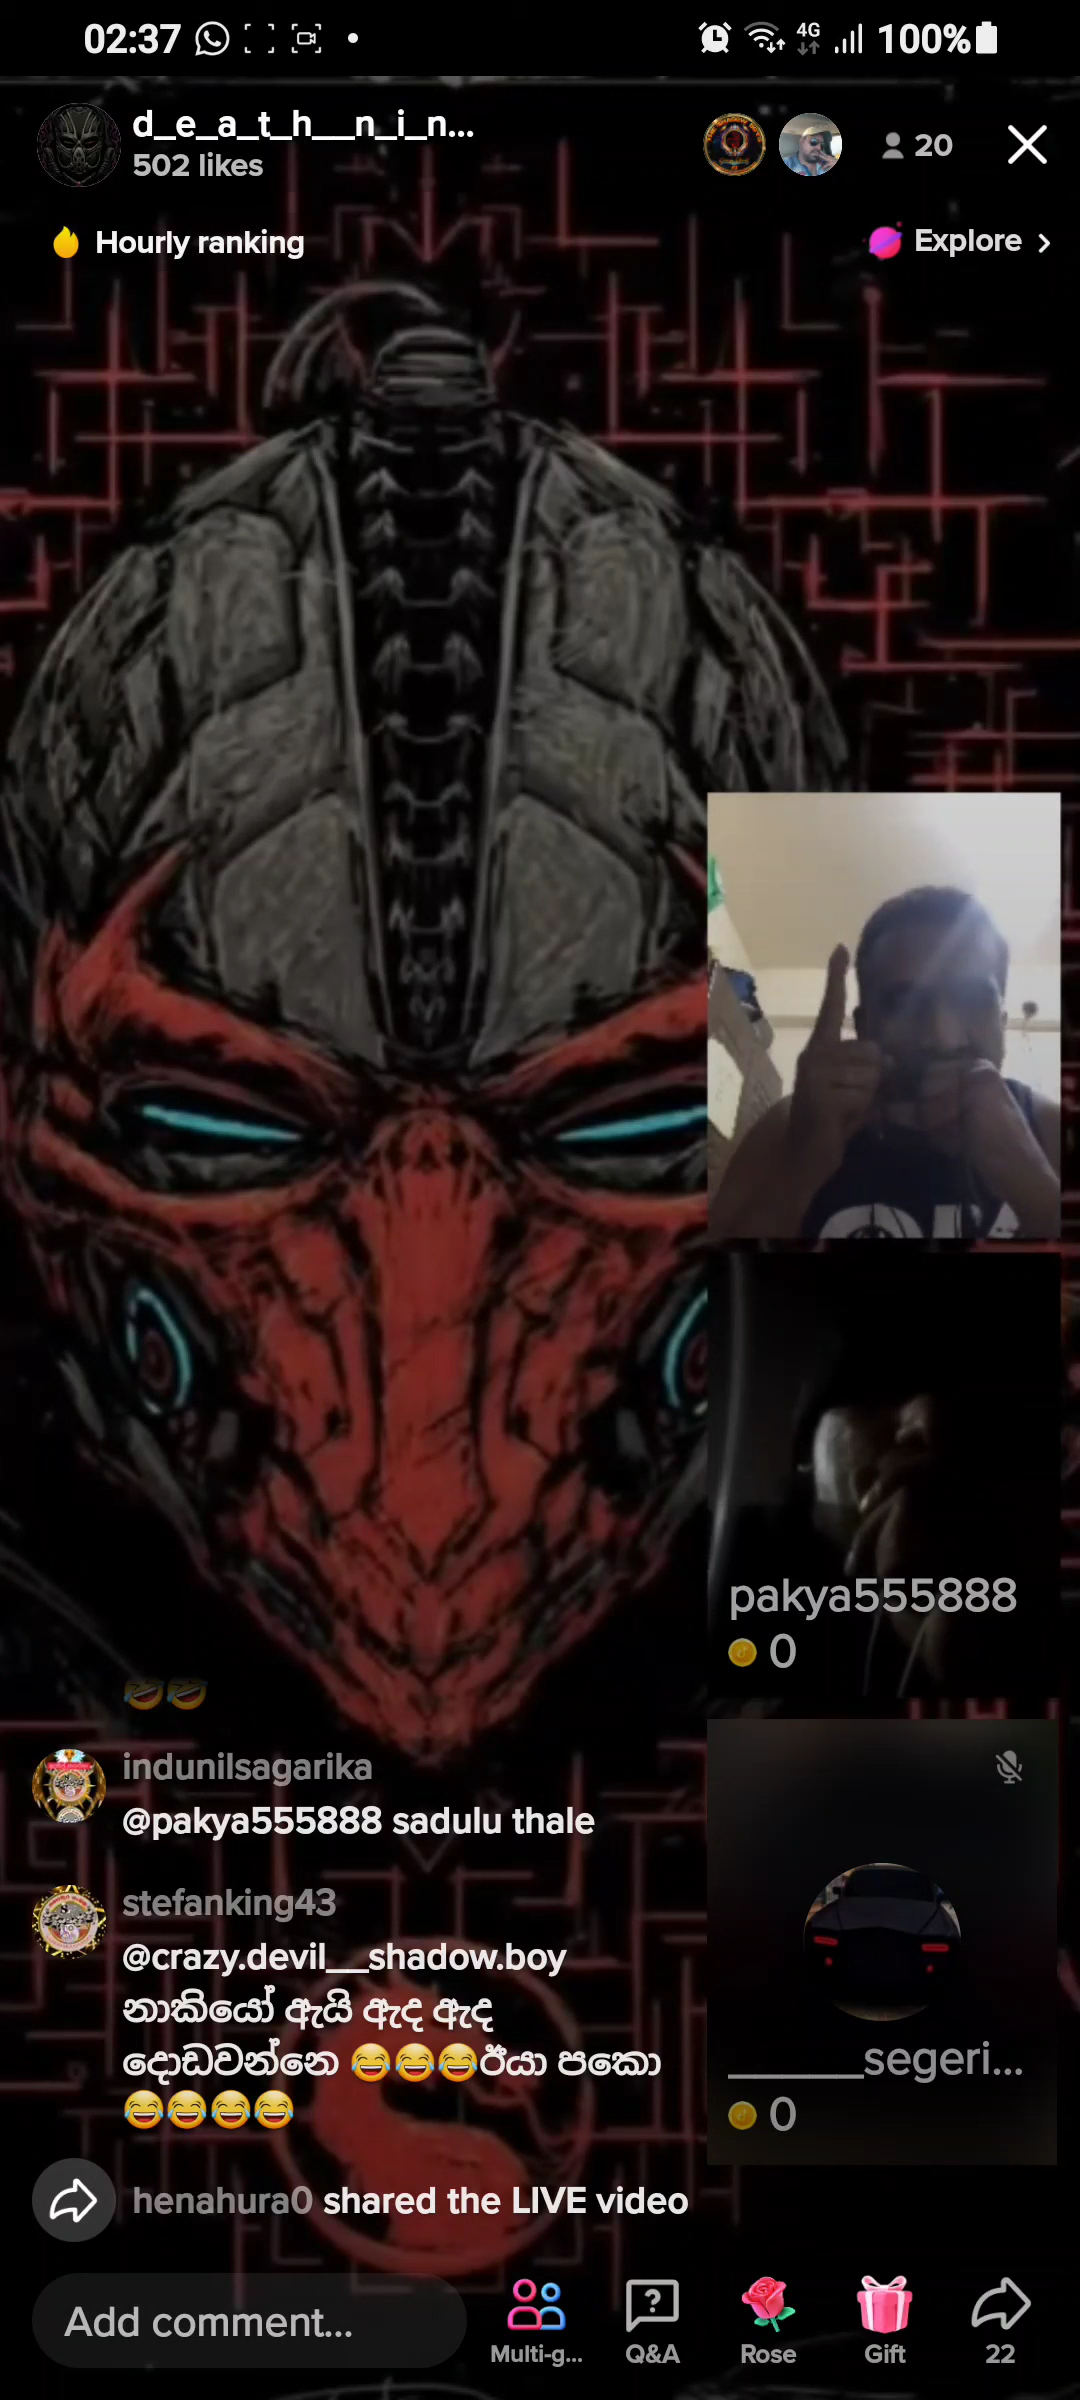 02:37
4G
100%
d_e_a_t_h__n_i_n...
502 likes
20
Hourly ranking
Explore
pakya555888
0
indunilsagarika
@pakya555888 sadulu thale
stefanking43
@crazy.devil__shadow.boy
නාකියෝ ඇයි ඇද ඇද
දොඩවන්නෙ 😂😂😂ඊයා පකො
😂😂😂😂
_____segeri...
0
henahura0 shared the LIVE video
Add comment...
Multi-g...
Q&A
Rose
Gift
22